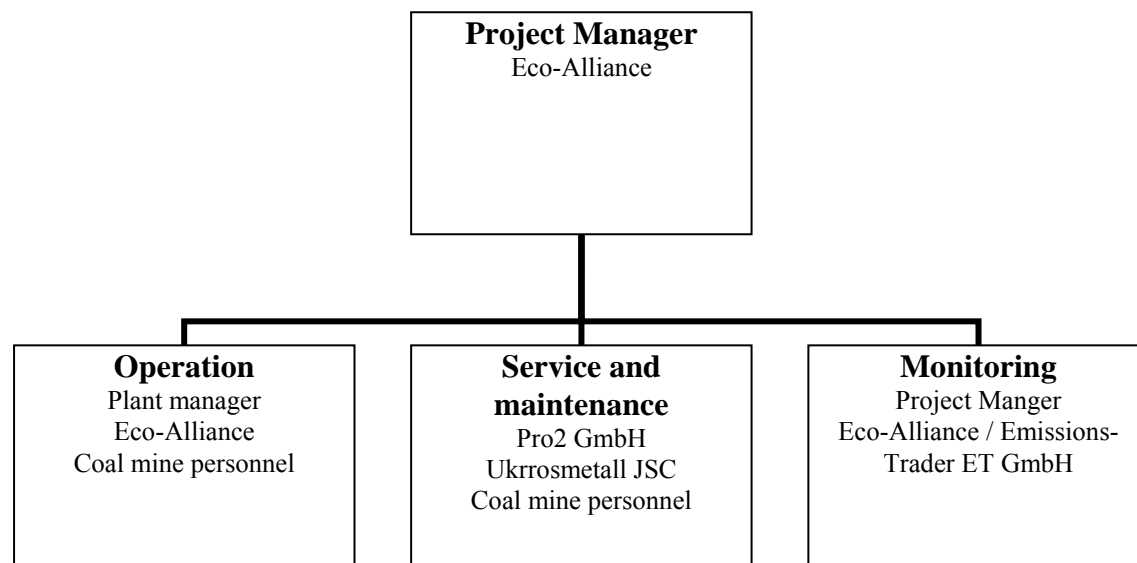 Project Manager
Eco-Alliance
Operation
Plant manager
Eco-Alliance
Coal mine personnel
Service and
maintenance
Pro2 GmbH
Ukrrosmetall JSC
Coal mine personnel
Monitoring
Project Manger
Eco-Alliance / Emissions-
Trader ET GmbH